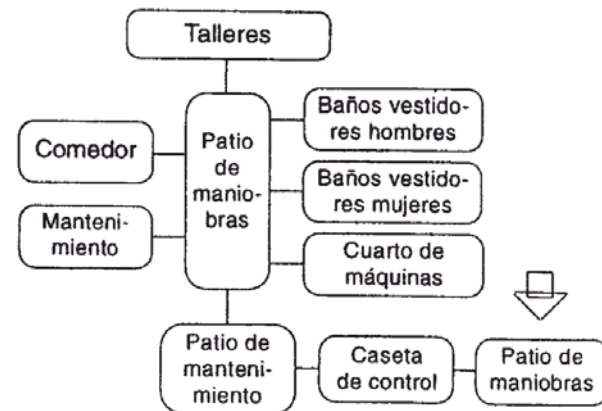 Talleres
Baños vestido-
res hombres
Comedor
Patio
de
manio-
bras
Baños vestido-
res mujeres
Manteni-
miento
Cuarto de
máquinas
Patio de
manteni-
miento
Caseta
de control
Patio de
maniobras